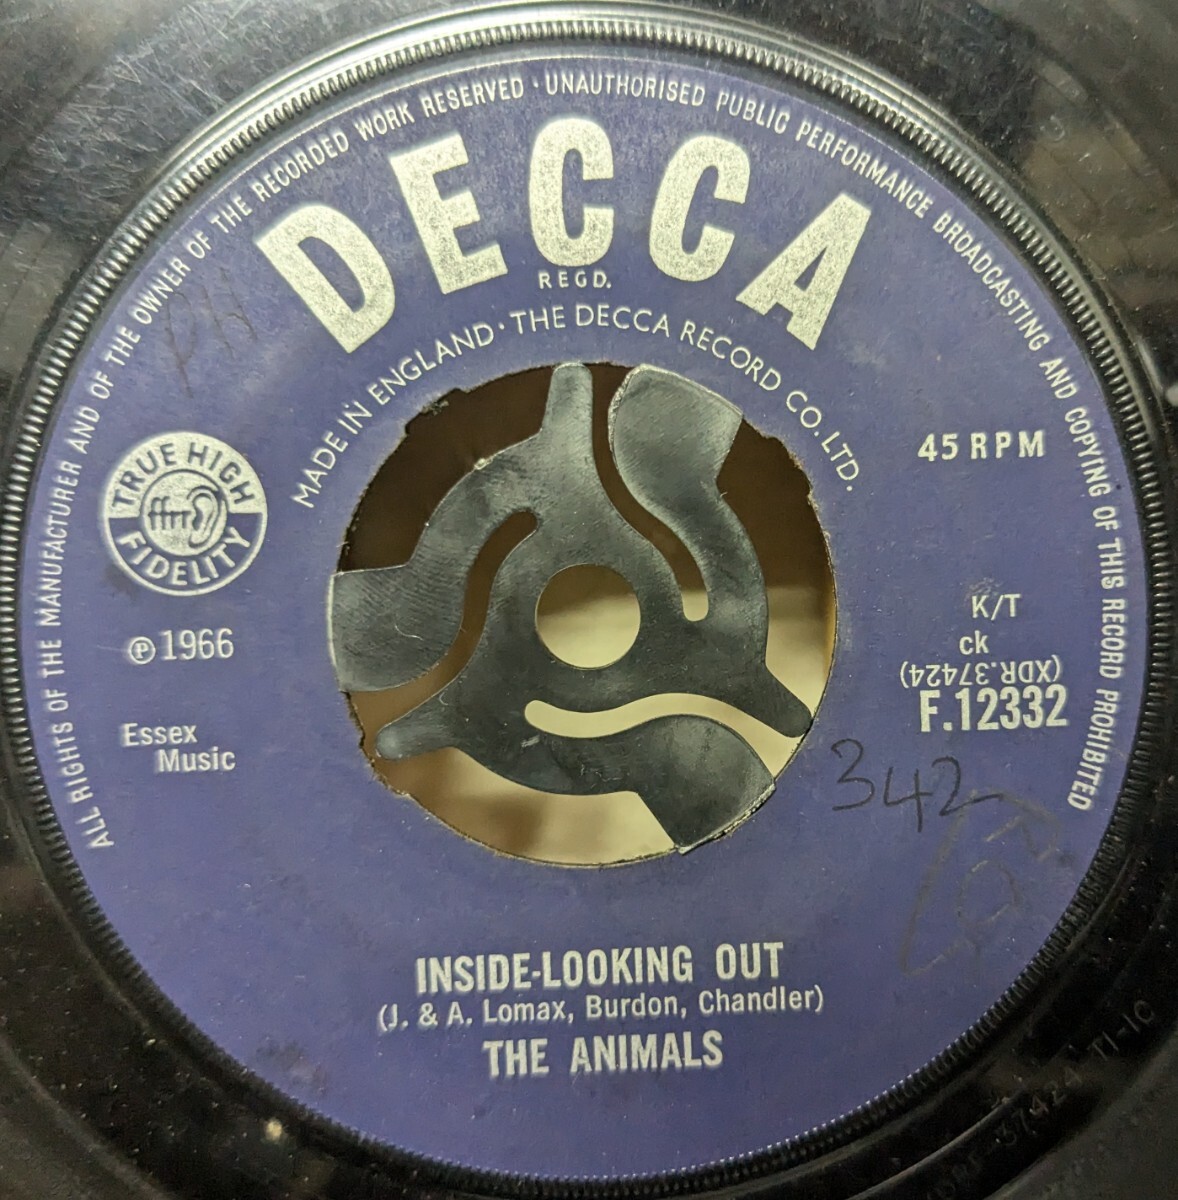 ALL RIGHTS OF THE MANUFACTURER AND OF THE OWNER OF THE RECORDED WORK RESERVED · UNAUTHORISED PUBLIC PERFORMANCE BROADCASTING AND COPYING OF THIS RECORD PROHIBITED
DECCA
REGD.
MADE IN ENGLAND · THE DECCA RECORD CO. LTD.
PH
TRUE HIGH
ffrr
FIDELITY
℗ 1966
Essex
Music
45 RPM
K/T
ck
(XDR.37424)
F.12332
342
INSIDE-LOOKING OUT
(J. & A. Lomax, Burdon, Chandler)
THE ANIMALS